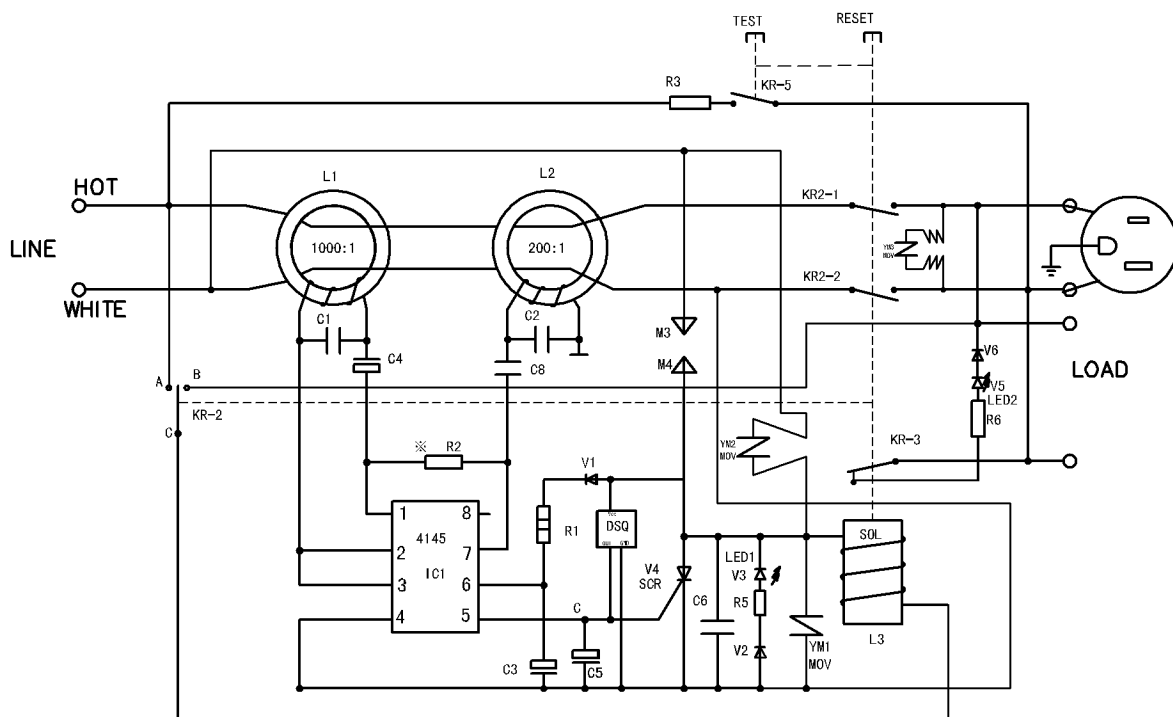 TEST
RESET
R3
KR-5
L1
L2
HOT
KR2-1
1000:1
200:1
YM3
MOV
LINE
KR2-2
WHITE
C1
C2
M3
C4
C8
M4
V6
LOAD
A
B
V5
LED2
KR-2
R6
C
KR-3
※
R2
YM2
MOV
V1
1
8
4145
R1
VCC
DSQ
OUT
GND
SOL
2
7
IC1
V4
SCR
LED1
V3
3
6
C6
R5
4
5
C
L3
C3
C5
V2
YM1
MOV